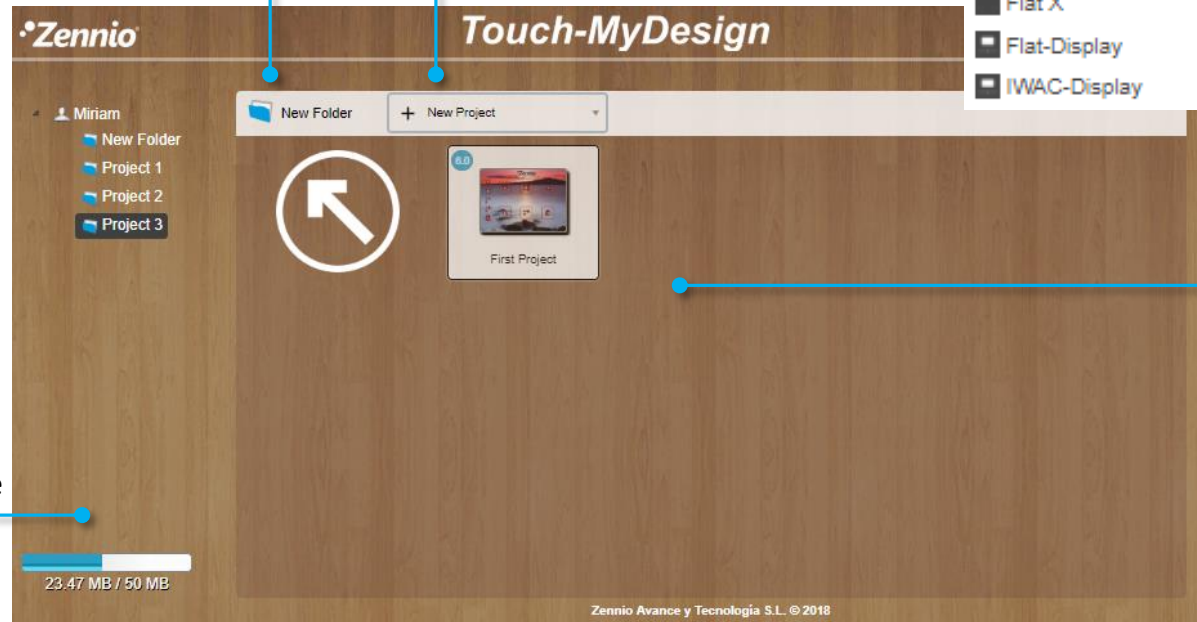 Zennio
Touch-MyDesign
Flat X
Flat-Display
IWAC-Display
Miriam
New Folder
Project 1
Project 2
Project 3
New Folder
+ New Project
6.0
First Project
e
23.47 MB / 50 MB
Zennio Avance y Tecnología S.L. © 2018